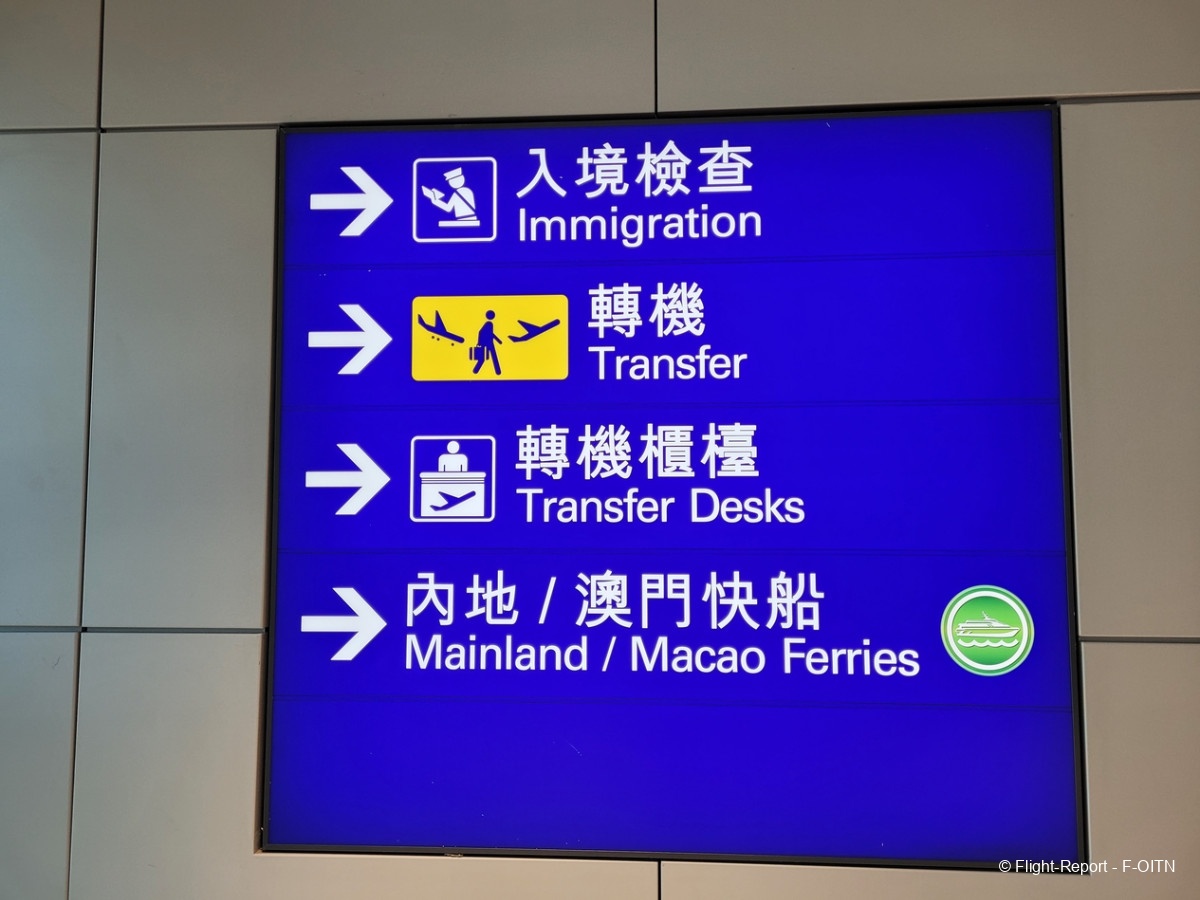 入境檢查
Immigration
轉機
Transfer
轉機櫃檯
Transfer Desks
內地 / 澳門快船
Mainland / Macao Ferries
© Flight-Report - F-OITN